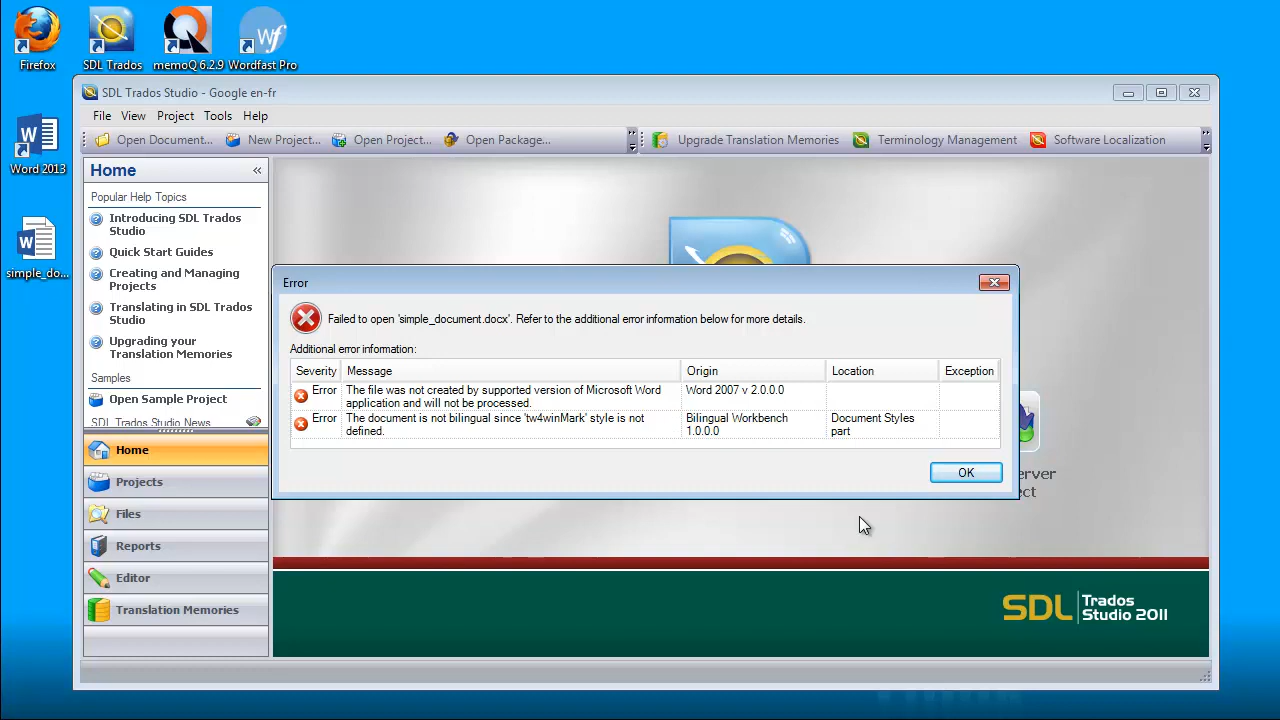 Firefox
SDL Trados
memoQ 6.2.9
Wordfast Pro
Word 2013
simple_do...
SDL Trados Studio - Google en-fr
File View Project Tools Help
Open Document... New Project... Open Project... Open Package... Upgrade Translation Memories Terminology Management Software Localization
Home «
Popular Help Topics
Introducing SDL Trados
Studio
Quick Start Guides
Creating and Managing
Projects
Translating in SDL Trados
Studio
Upgrading your
Translation Memories
Samples
Open Sample Project
SDL Trados Studio News
Home
Projects
Files
Reports
Editor
Translation Memories
Error
Failed to open 'simple_document.docx'. Refer to the additional error information below for more details.
Additional error information:
Severity Message Origin Location Exception
Error The file was not created by supported version of Microsoft Word Word 2007 v 2.0.0.0
application and will not be processed.
Error The document is not bilingual since 'tw4winMark' style is not Bilingual Workbench Document Styles
defined. 1.0.0.0 part
OK
erver
ect
SDL Trados
Studio 2011